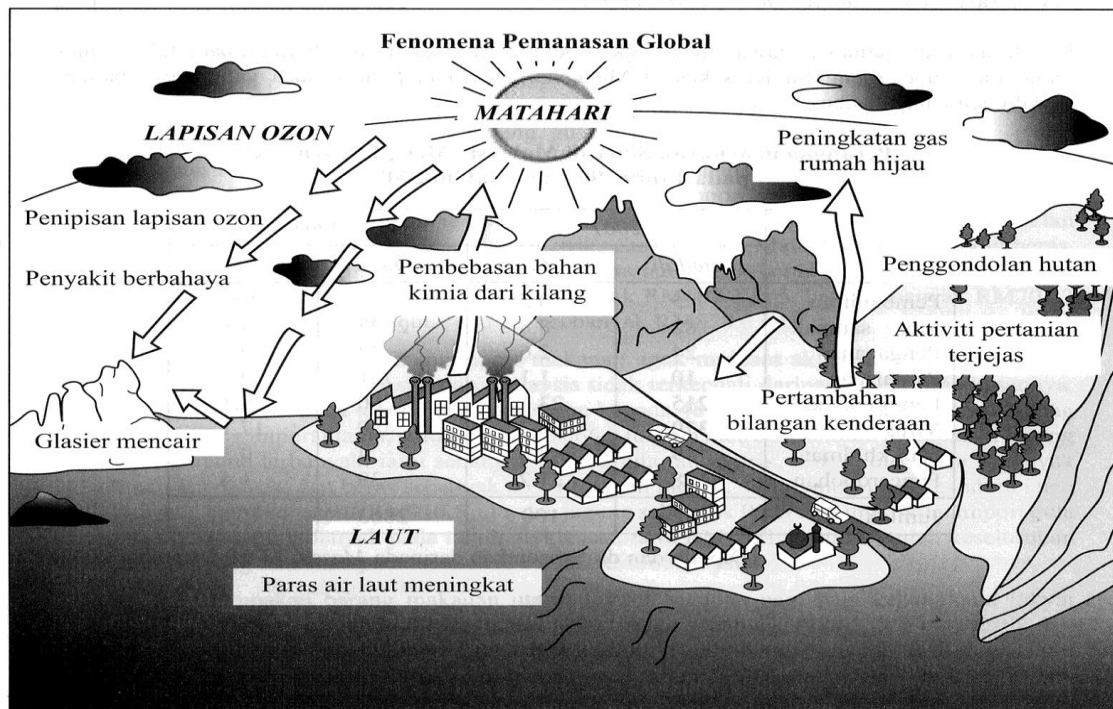 Fenomena Pemanasan Global
MATAHARI
LAPISAN OZON
Peningkatan gas
rumah hijau
Penipisan lapisan ozon
Penyakit berbahaya
Pembebasan bahan
kimia dari kilang
Penggondolan hutan
Aktiviti pertanian
terjejas
Pertambahan
bilangan kenderaan
Glasier mencair
LAUT
Paras air laut meningkat